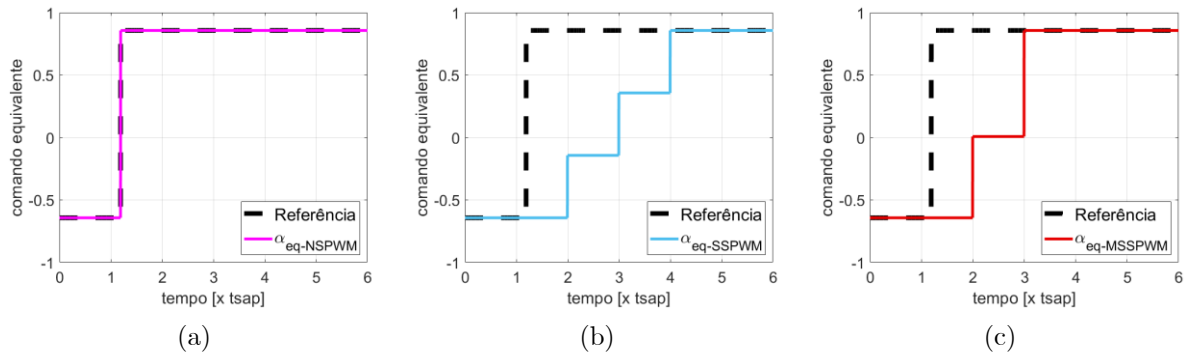 1
0.5
0
-0.5
-1
comando equivalente
Referência
α eq-NSPWM
0 1 2 3 4 5 6
tempo [x tsap]
(a)
1
0.5
0
-0.5
-1
comando equivalente
Referência
α eq-SSPWM
0 1 2 3 4 5 6
tempo [x tsap]
(b)
1
0.5
0
-0.5
-1
comando equivalente
Referência
α eq-MSSPWM
0 1 2 3 4 5 6
tempo [x tsap]
(c)